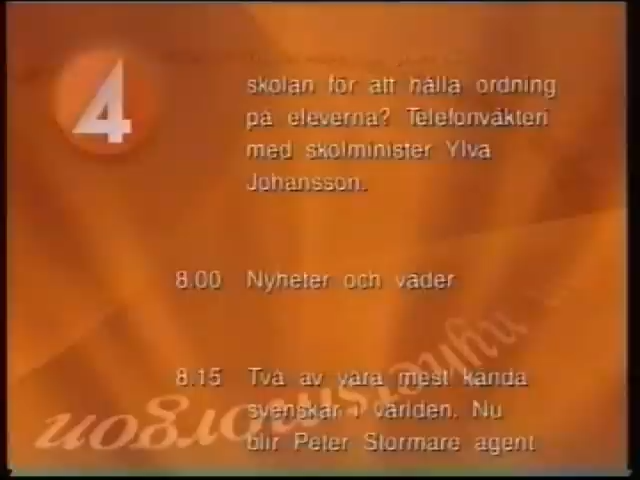 4
skolan för att hålla ordning
på eleverna? Telefonväkteri
med skolminister Ylva
Johansson.
8.00 Nyheter och väder
8.15 Två av våra mest kända
svenskar i världen. Nu
blir Peter Stormare agent
nyhetsmorgon